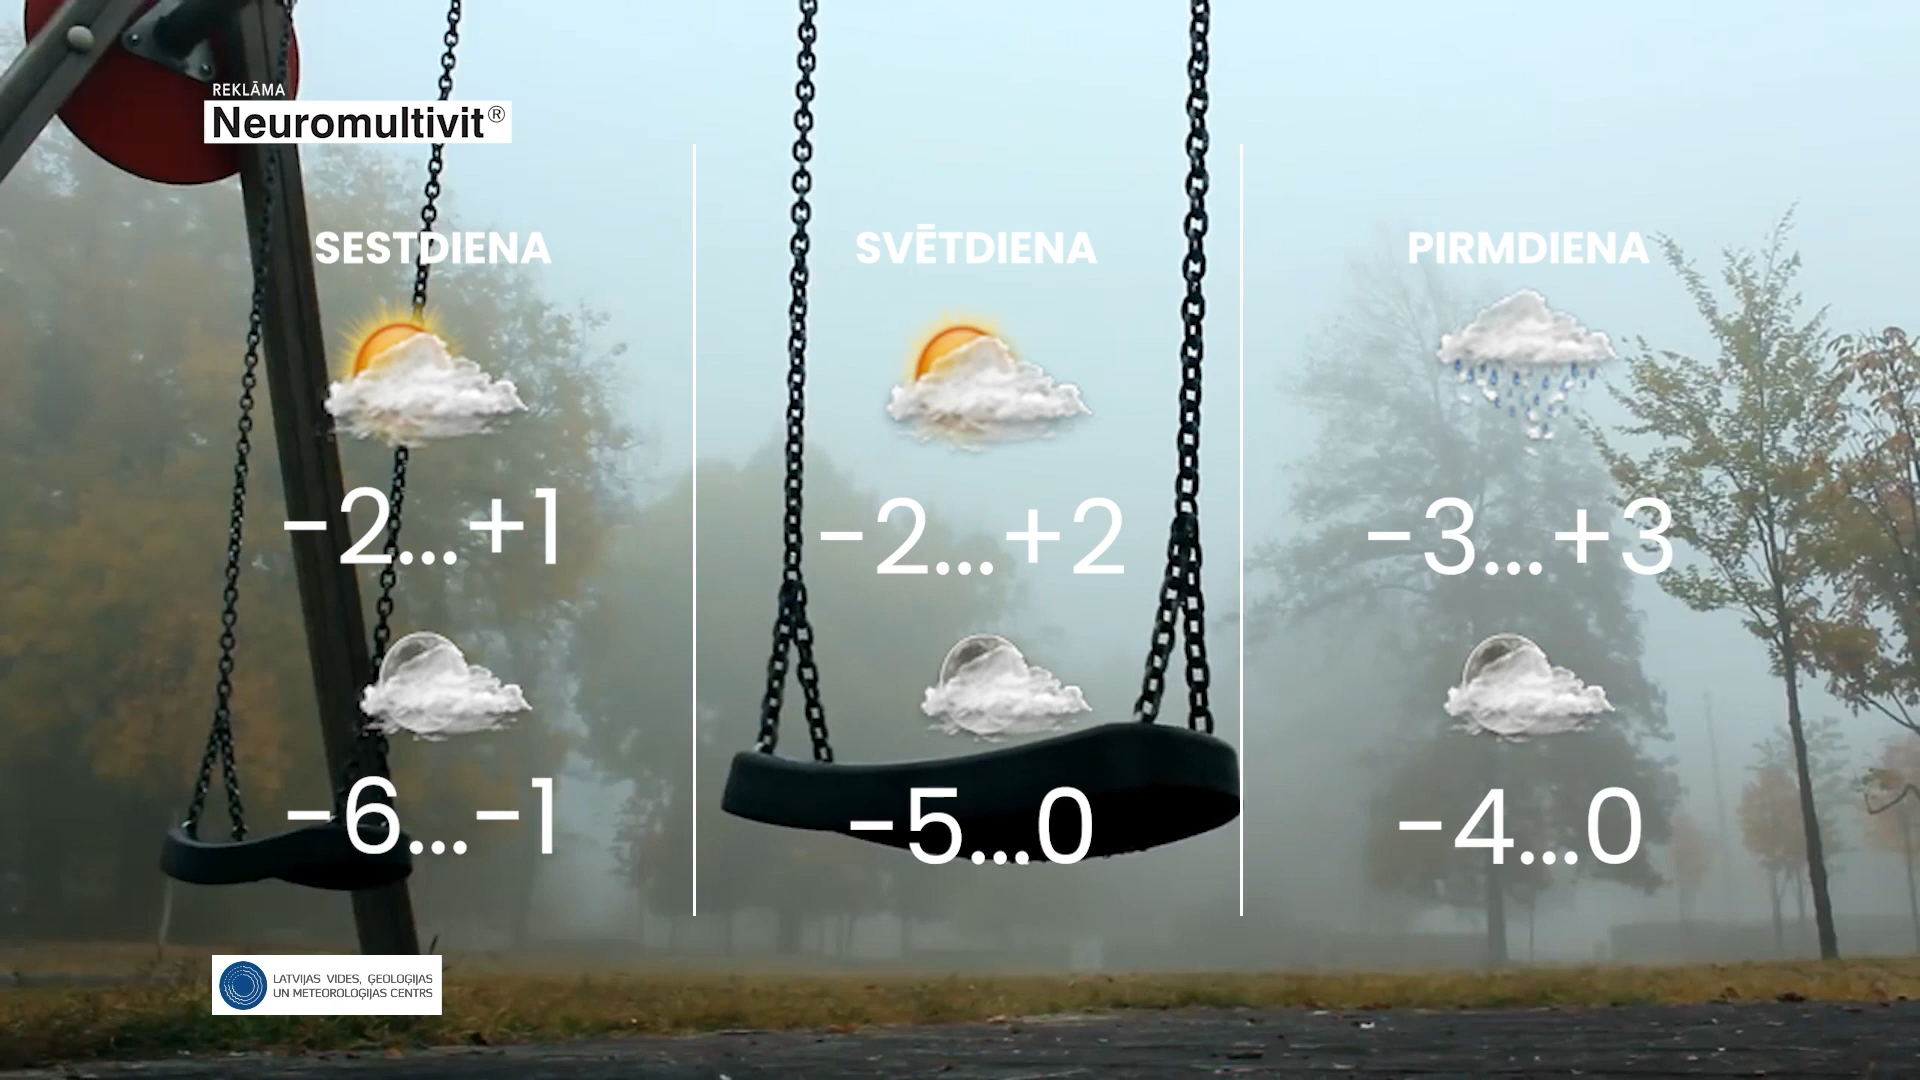 REKLĀMA
Neuromultivit®
SESTDIENA
-2...+1
-6...-1
SVĒTDIENA
-2...+2
-5...0
PIRMDIENA
-3...+3
-4...0
LATVIJAS VIDES, ĢEOLOĢIJAS
UN METEOROLOĢIJAS CENTRS